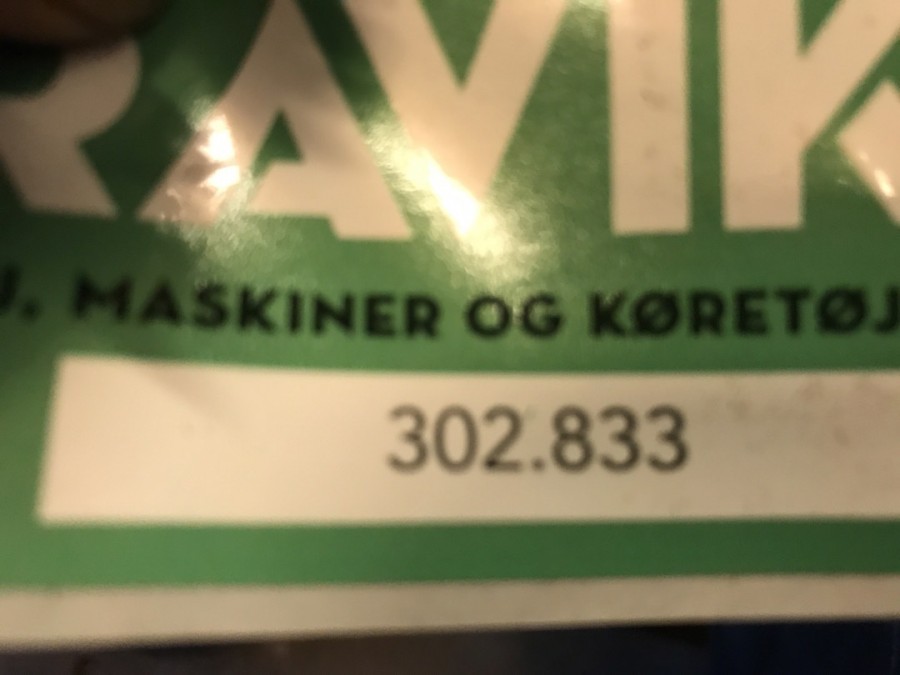 RAVIK
J, MASKINER OG KØRETØJ
302.833